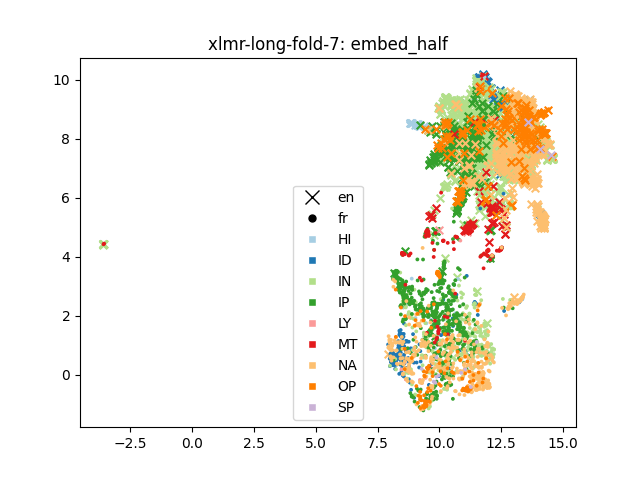 xlmr-long-fold-7: embed_half
10
8
6
4
2
0
−2.5 0.0 2.5 5.0 7.5 10.0 12.5 15.0
en
fr
HI
ID
IN
IP
LY
MT
NA
OP
SP